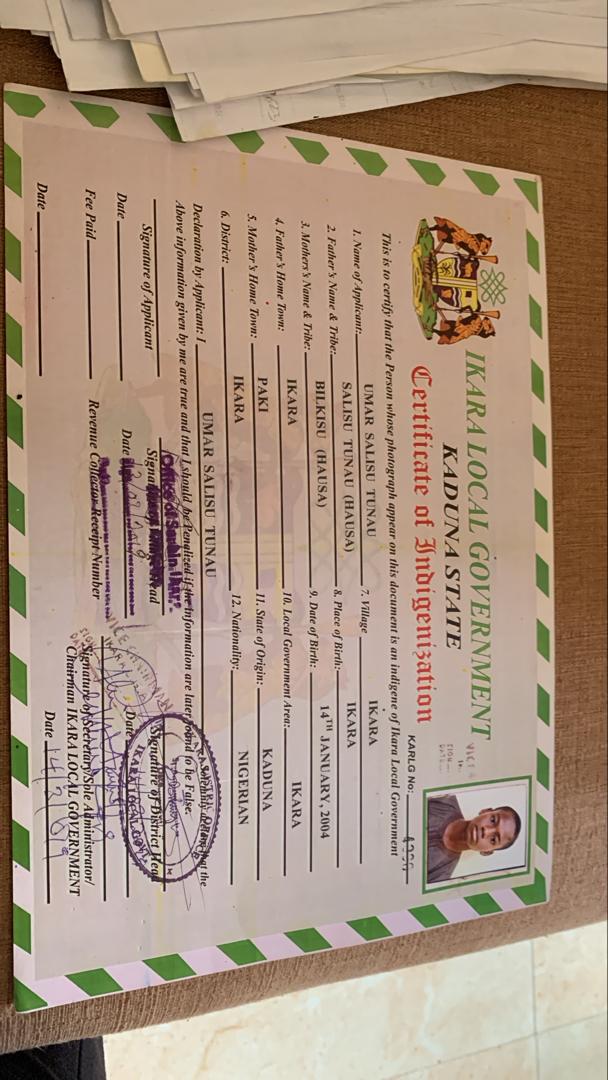 IKARA LOCAL GOVERNMENT
KADUNA STATE
Certificate of Indigenization
KARLG No:
This is to certify that the Person whose photograph appear on this document is an indigene of Ikara Local Government
1. Name of Applicant: UMAR SALISU TUNAU
2. Father's Name & Tribe: SALISU TUNAU (HAUSA)
3. Mothers's Name & Tribe: BILKISU (HAUSA)
4. Father's Home Town: IKARA
5. Mother's Home Town: PAKI
6. District: IKARA
7. Village IKARA
8. Place of Birth: IKARA
9. Date of Birth: 14TH JANUARY, 2004
10. Local Government Area: IKARA
11. State of Origin: KADUNA
12. Nationality: NIGERIAN
Declaration by Applicant: I UMAR SALISU TUNAU that the
Above information given by me are true and that I should be Penalized if the Information are later found to be False.
Signature of Applicant
Signature of District Head
Date
Date
Date
Fee Paid
Revenue Collector Receipt Number
Signature of Secretary/Sole Administrator/
Chairman IKARA LOCAL GOVERNMENT
Date
Date